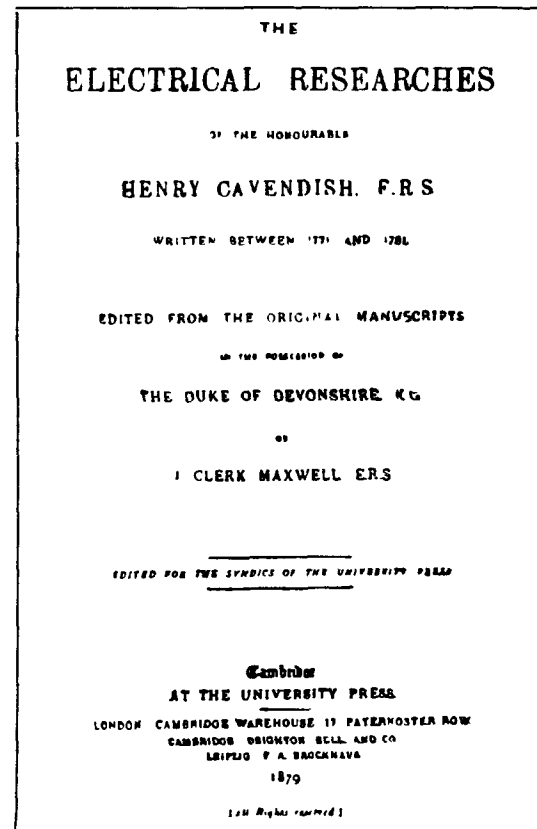 THE
ELECTRICAL RESEARCHES
OF THE HONOURABLE
HENRY CAVENDISH, F.R.S
WRITTEN BETWEEN 1771 AND 1781,
EDITED FROM THE ORIGINAL MANUSCRIPTS
IN THE POSSESSION OF
THE DUKE OF DEVONSHIRE K G
BY
J CLERK MAXWELL F.R.S
EDITED FOR THE SYNDICS OF THE UNIVERSITY PRESS
Cambridge
AT THE UNIVERSITY PRESS
LONDON CAMBRIDGE WAREHOUSE 17 PATERNOSTER ROW
CAMBRIDGE DEIGHTON BELL AND CO
LEIPZIG F A BROCKHAUS
1879
[All Rights reserved]